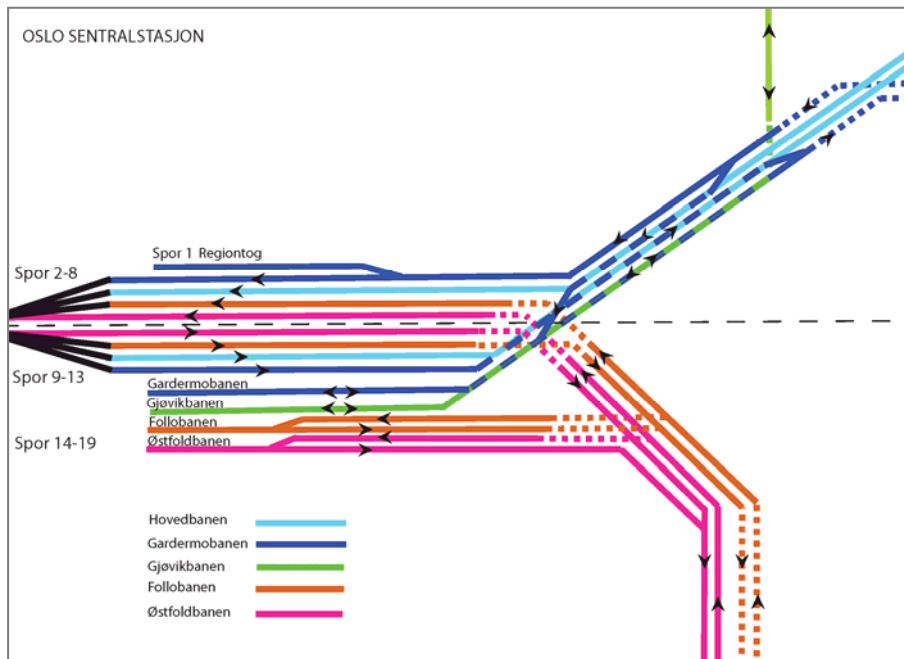 OSLO SENTRALSTASJON
Spor 1 Regiontog
Spor 2-8
Spor 9-13
Gardermobanen
Gjøvikbanen
Follobanen
Spor 14-19
Østfoldbanen
Hovedbanen
Gardermobanen
Gjøvikbanen
Follobanen
Østfoldbanen